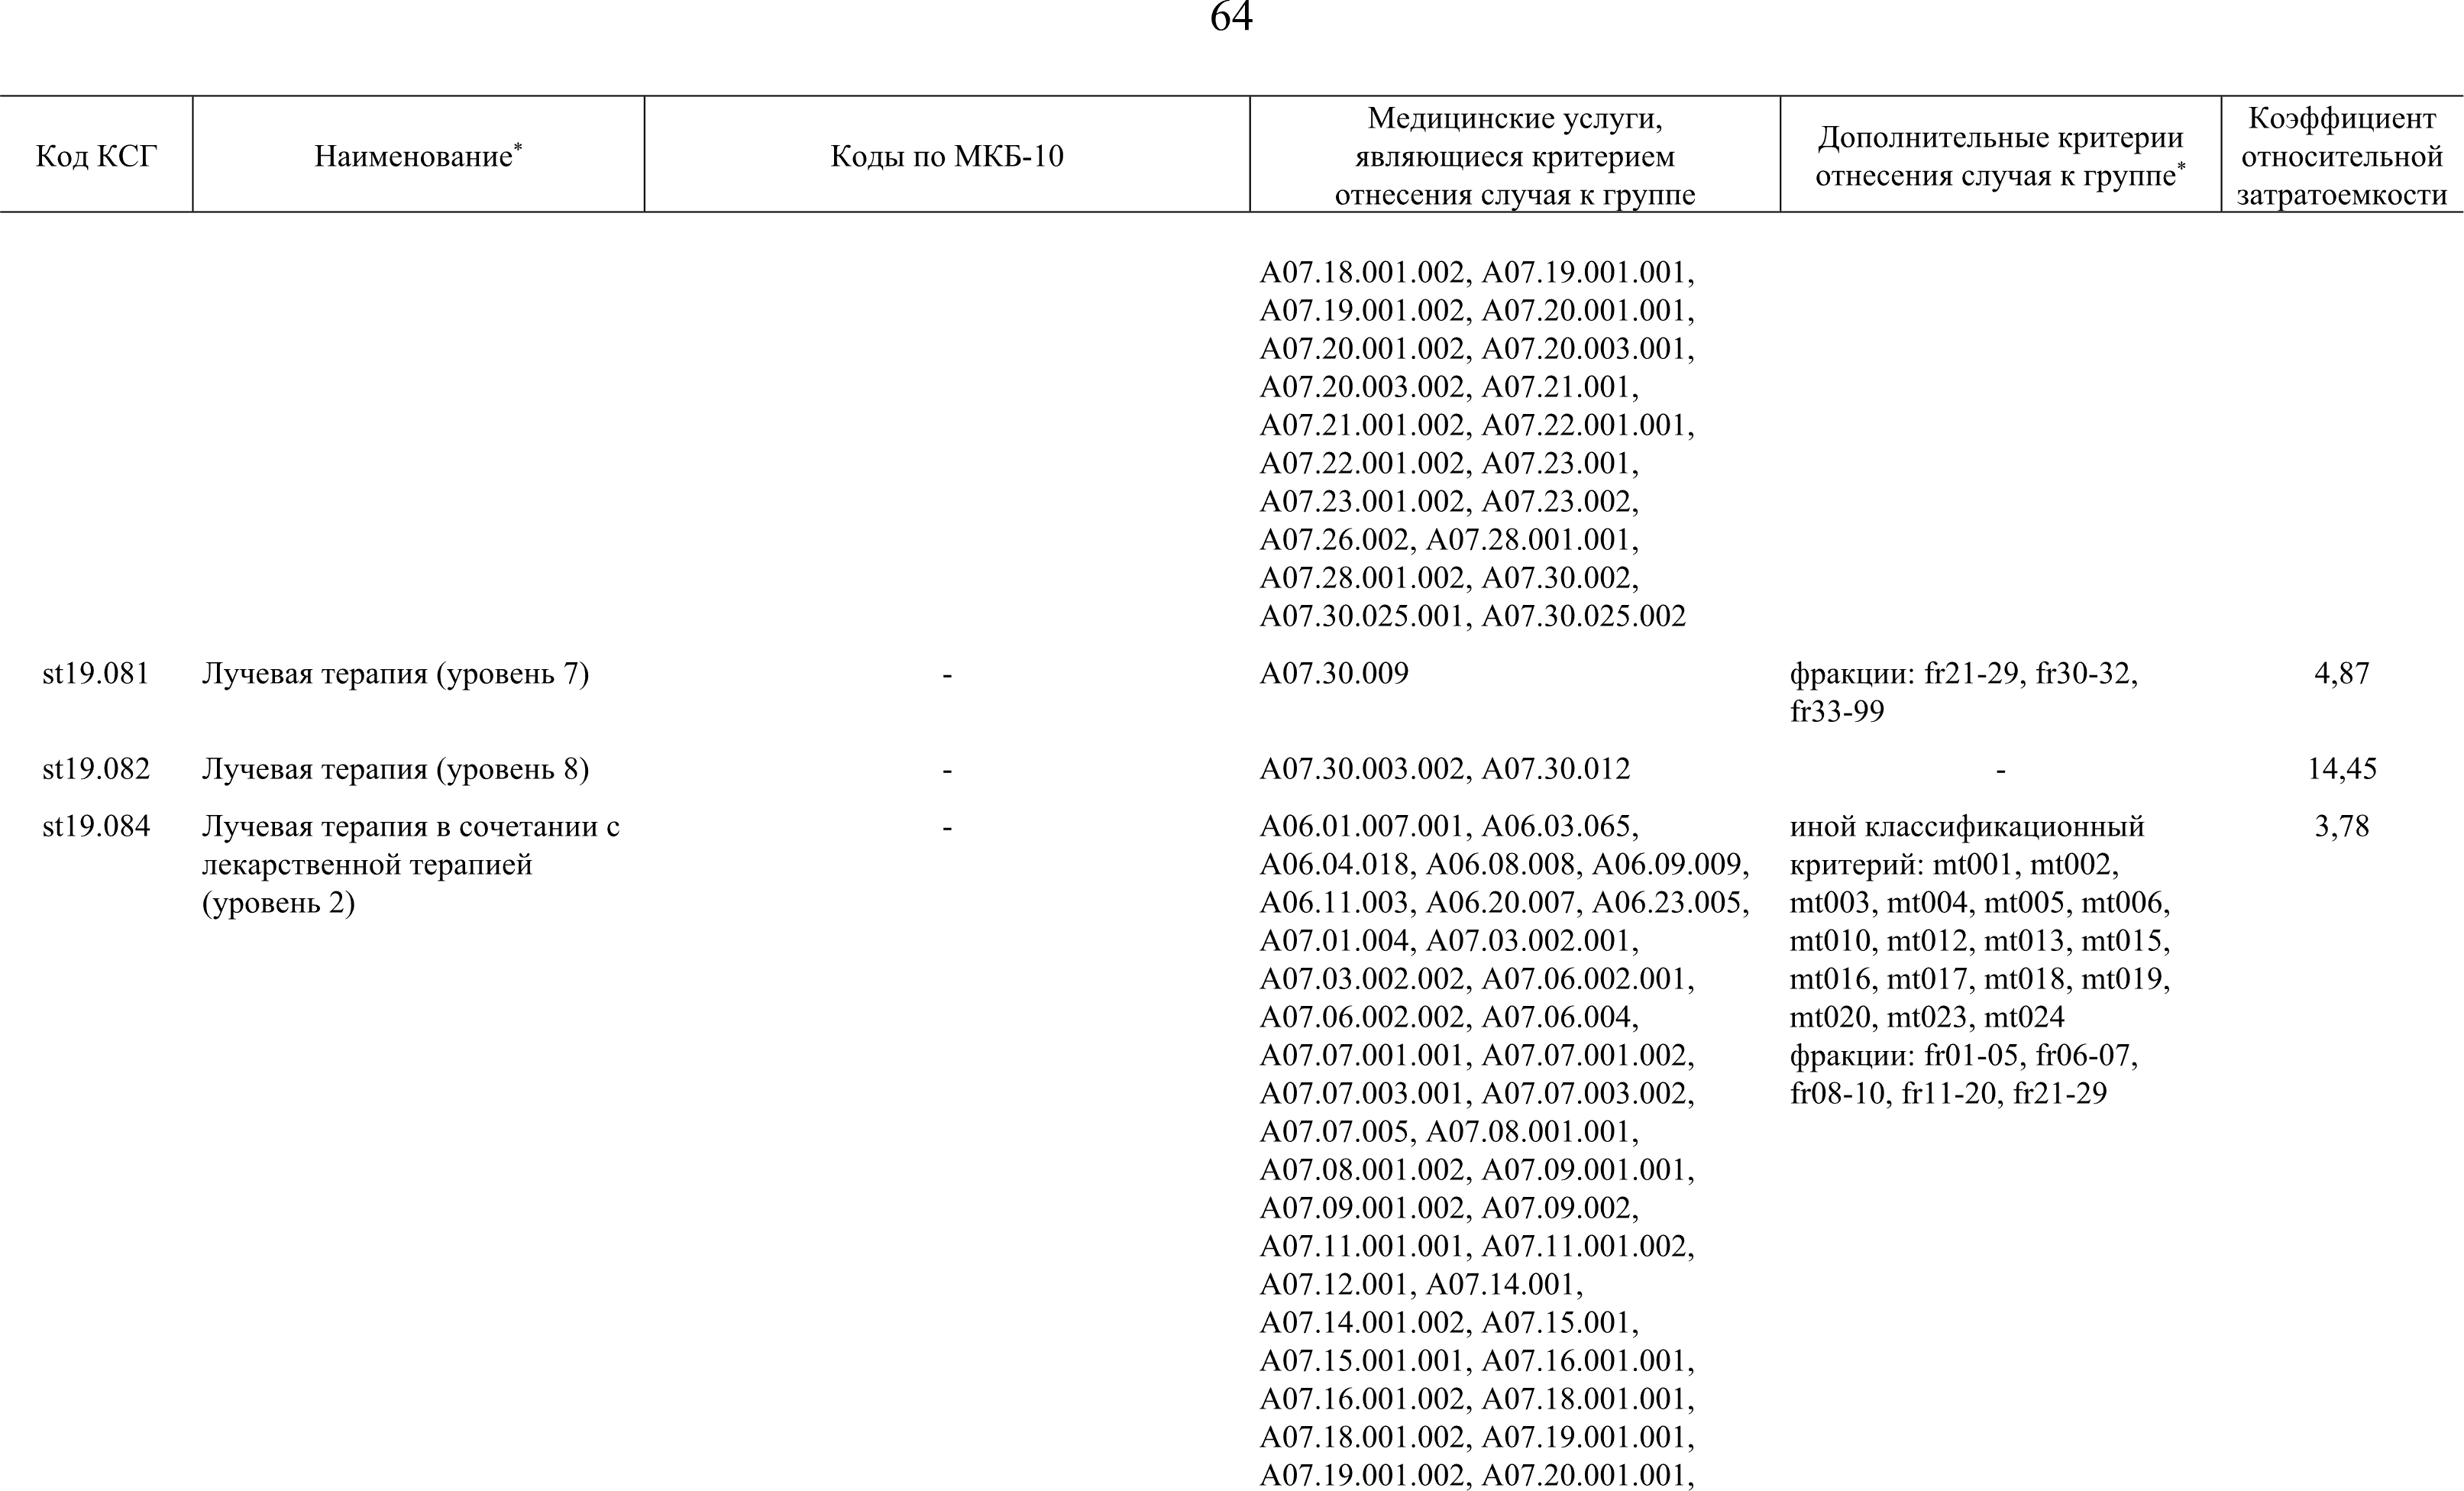 64
Код КСГ
Наименование*
Коды по МКБ-10
Медицинские услуги,
являющиеся критерием
отнесения случая к группе
Дополнительные критерии
отнесения случая к группе*
Коэффициент
относительной
затратоемкости
A07.18.001.002, A07.19.001.001,
A07.19.001.002, A07.20.001.001,
A07.20.001.002, A07.20.003.001,
A07.20.003.002, A07.21.001,
A07.21.001.002, A07.22.001.001,
A07.22.001.002, A07.23.001,
A07.23.001.002, A07.23.002,
A07.26.002, A07.28.001.001,
A07.28.001.002, A07.30.002,
A07.30.025.001, A07.30.025.002
st19.081 Лучевая терапия (уровень 7) - A07.30.009 фракции: fr21-29, fr30-32, 4,87
fr33-99
st19.082 Лучевая терапия (уровень 8) - A07.30.003.002, A07.30.012 - 14,45
st19.084 Лучевая терапия в сочетании с - A06.01.007.001, A06.03.065, иной классификационный 3,78
лекарственной терапией A06.04.018, A06.08.008, A06.09.009, критерий: mt001, mt002,
(уровень 2) A06.11.003, A06.20.007, A06.23.005, mt003, mt004, mt005, mt006,
A07.01.004, A07.03.002.001, mt010, mt012, mt013, mt015,
A07.03.002.002, A07.06.002.001, mt016, mt017, mt018, mt019,
A07.06.002.002, A07.06.004, mt020, mt023, mt024
A07.07.001.001, A07.07.001.002, фракции: fr01-05, fr06-07,
A07.07.003.001, A07.07.003.002, fr08-10, fr11-20, fr21-29
A07.07.005, A07.08.001.001,
A07.08.001.002, A07.09.001.001,
A07.09.001.002, A07.09.002,
A07.11.001.001, A07.11.001.002,
A07.12.001, A07.14.001,
A07.14.001.002, A07.15.001,
A07.15.001.001, A07.16.001.001,
A07.16.001.002, A07.18.001.001,
A07.18.001.002, A07.19.001.001,
A07.19.001.002, A07.20.001.001,